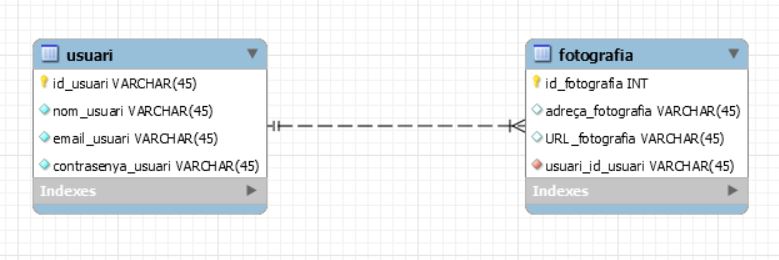 usuari
id_usuari VARCHAR(45)
nom_usuari VARCHAR(45)
email_usuari VARCHAR(45)
contrasenya_usuari VARCHAR(45)
Indexes
fotografia
id_fotografia INT
adreça_fotografia VARCHAR(45)
URL_fotografia VARCHAR(45)
usuari_id_usuari VARCHAR(45)
Indexes